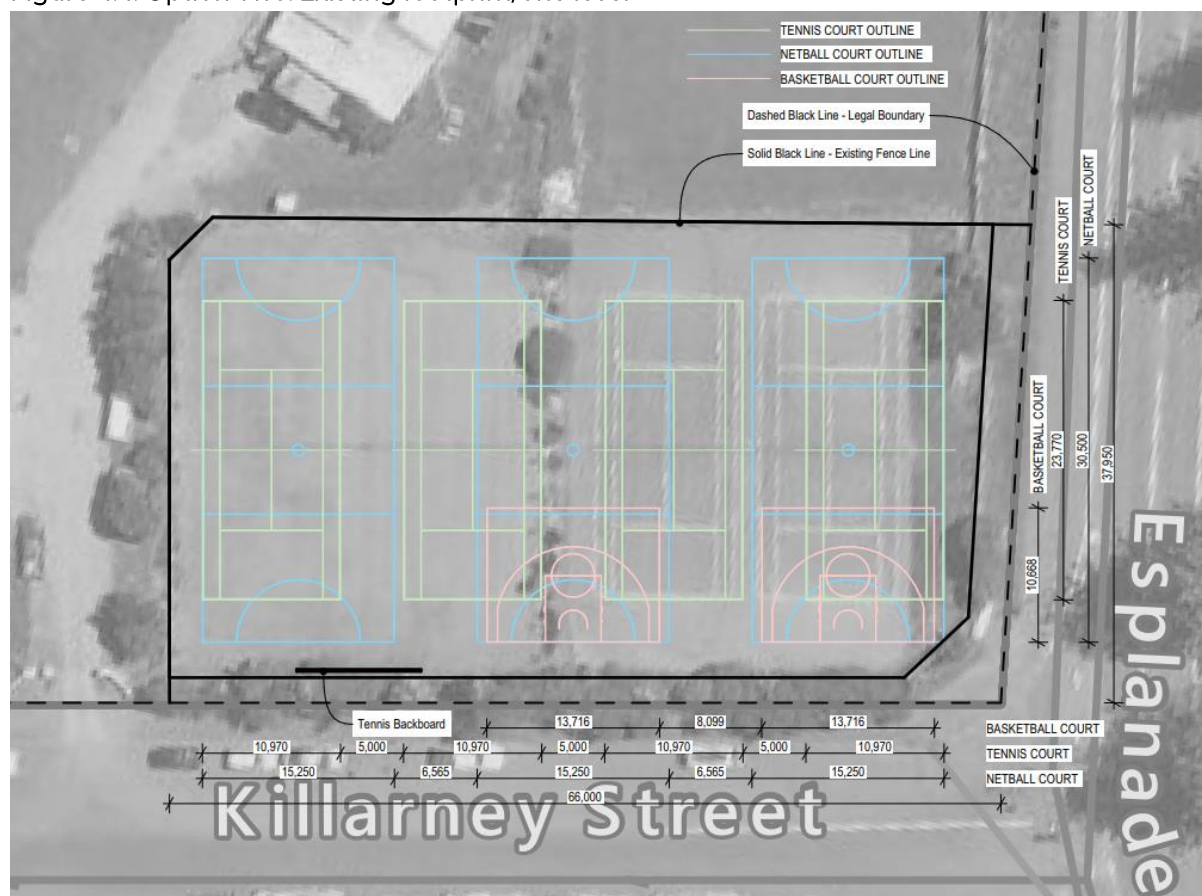 TENNIS COURT OUTLINE
NETBALL COURT OUTLINE
BASKETBALL COURT OUTLINE
Dashed Black Line - Legal Boundary
Solid Black Line - Existing Fence Line
NETBALL COURT
TENNIS COURT
BASKETBALL COURT
10,668
23,770
30,500
37,950
Esplanade
Tennis Backboard
13,716 8,099 13,716 BASKETBALL COURT
10,970 5,000 10,970 5,000 10,970 5,000 10,970 TENNIS COURT
15,250 6,565 15,250 6,565 15,250 NETBALL COURT
66,000
Killarney Street